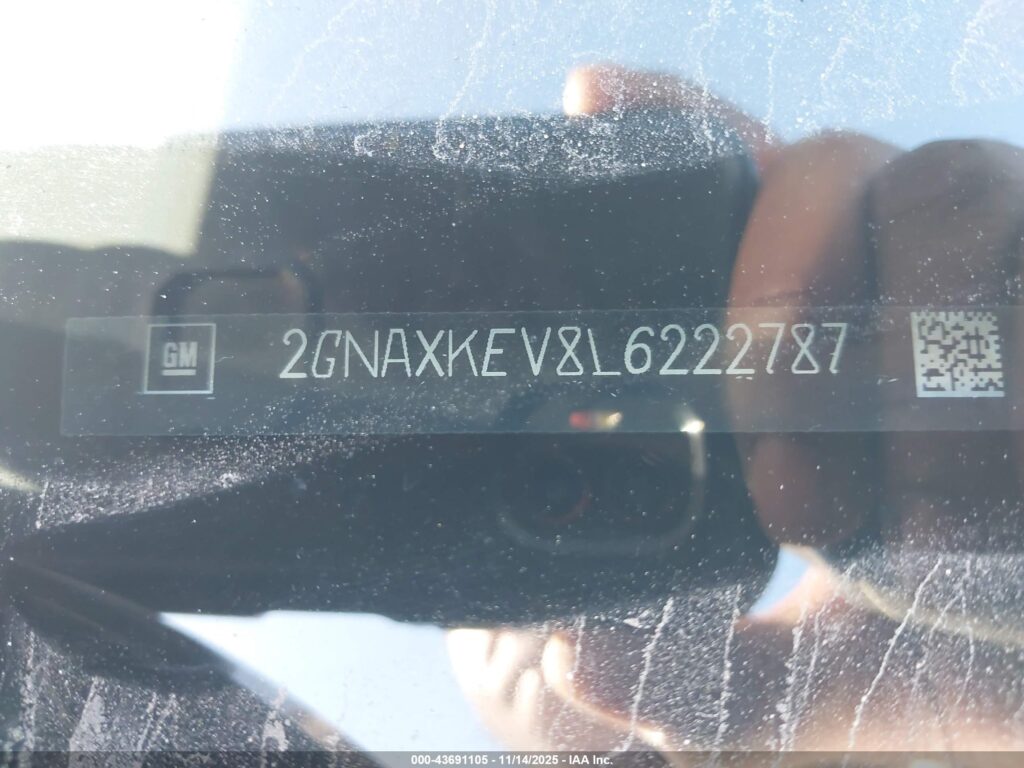 GM
2GNAXKEV8L6222787
000-43691105 - 11/14/2025 - IAA Inc.